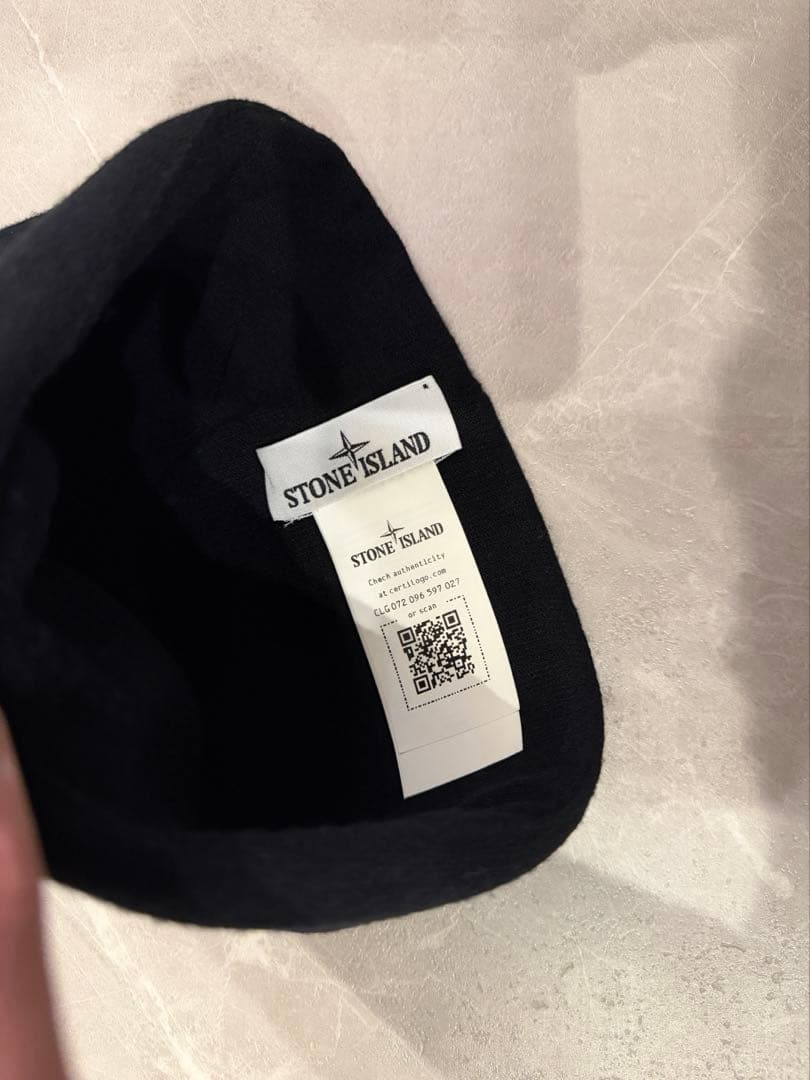 STONE ISLAND
STONE ISLAND
Check authenticity
at certilogo.com
CLG 072 096 597 027
or scan